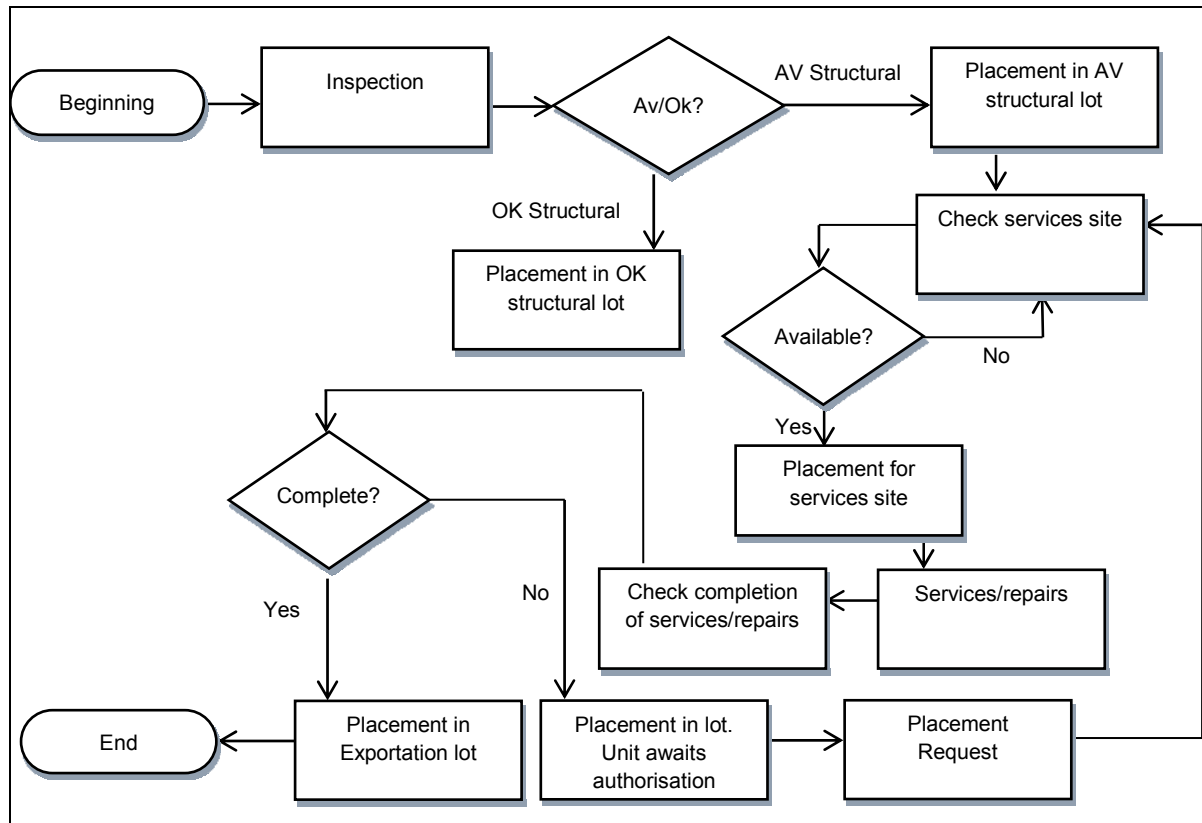 Beginning
Inspection
Av/Ok?
AV Structural
Placement in AV
structural lot
OK Structural
Placement in OK
structural lot
Check services site
Available?
No
Yes
Placement for
services site
Services/repairs
Check completion
of services/repairs
Complete?
Yes
No
Placement in
Exportation lot
End
Placement in lot.
Unit awaits
authorisation
Placement
Request